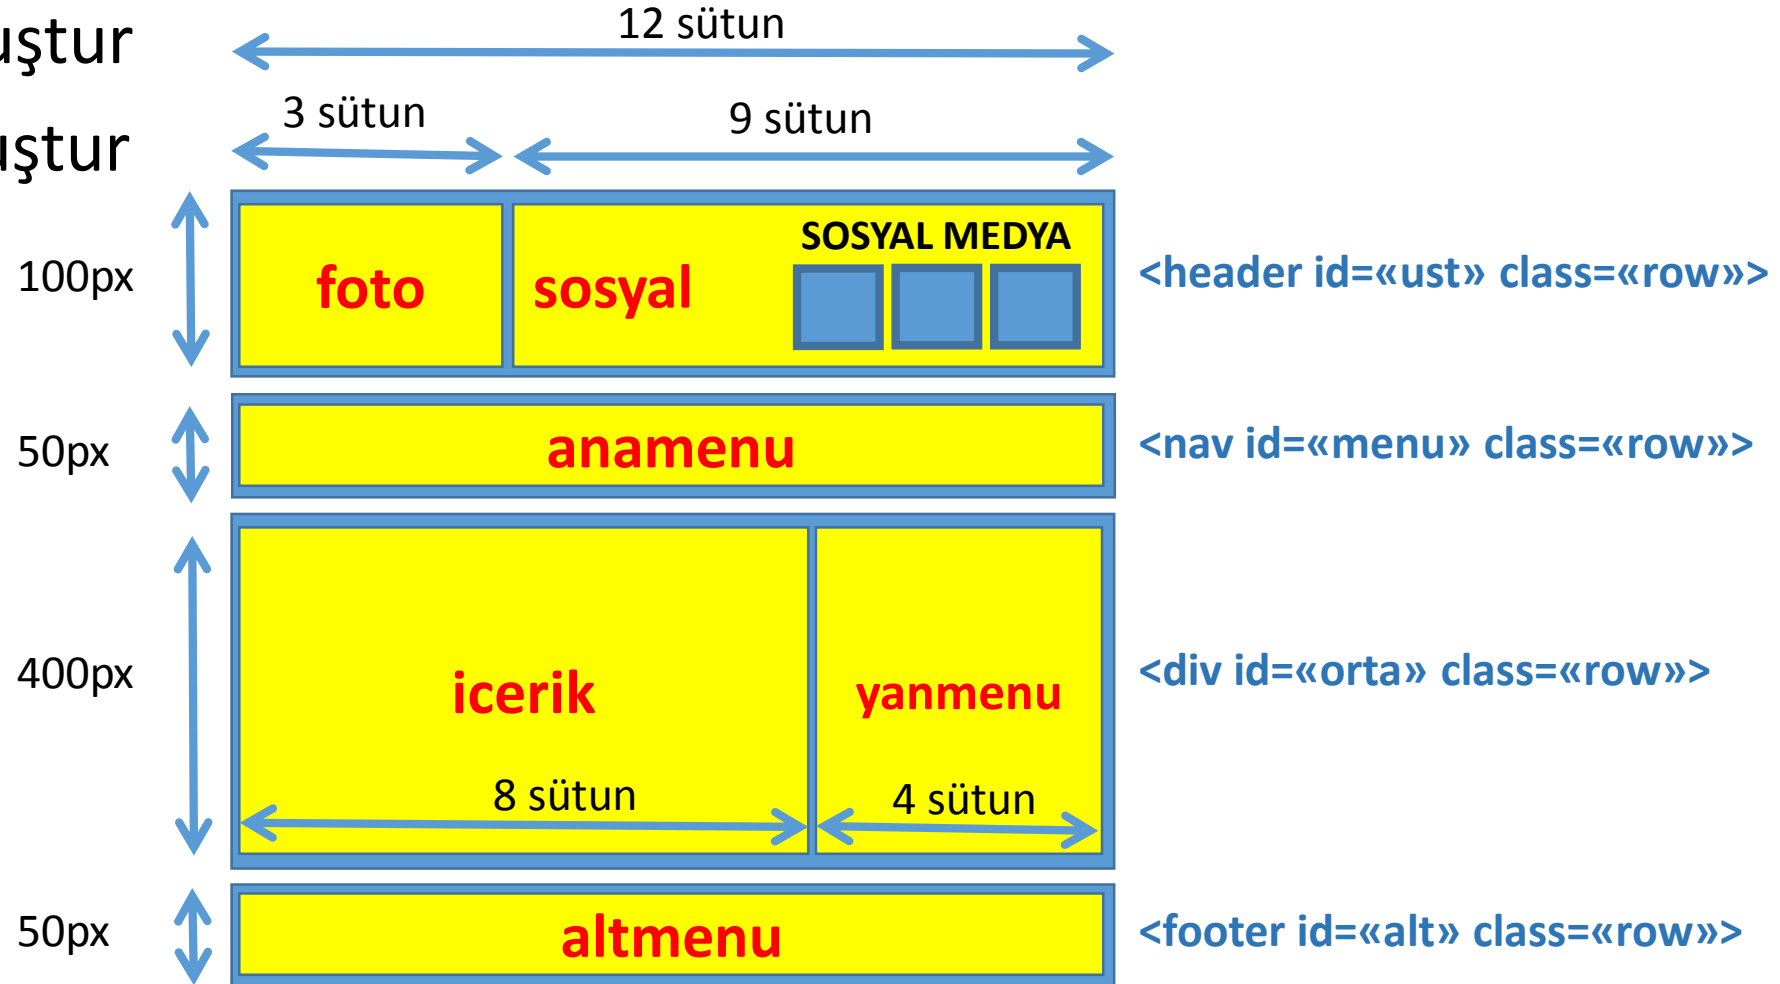 uştur
12 sütun
uştur
3 sütun
9 sütun
100px
foto
sosyal
SOSYAL MEDYA
<header id=«ust» class=«row»>
50px
anamenu
<nav id=«menu» class=«row»>
400px
icerik
yanmenu
<div id=«orta» class=«row»>
8 sütun
4 sütun
50px
altmenu
<footer id=«alt» class=«row»>